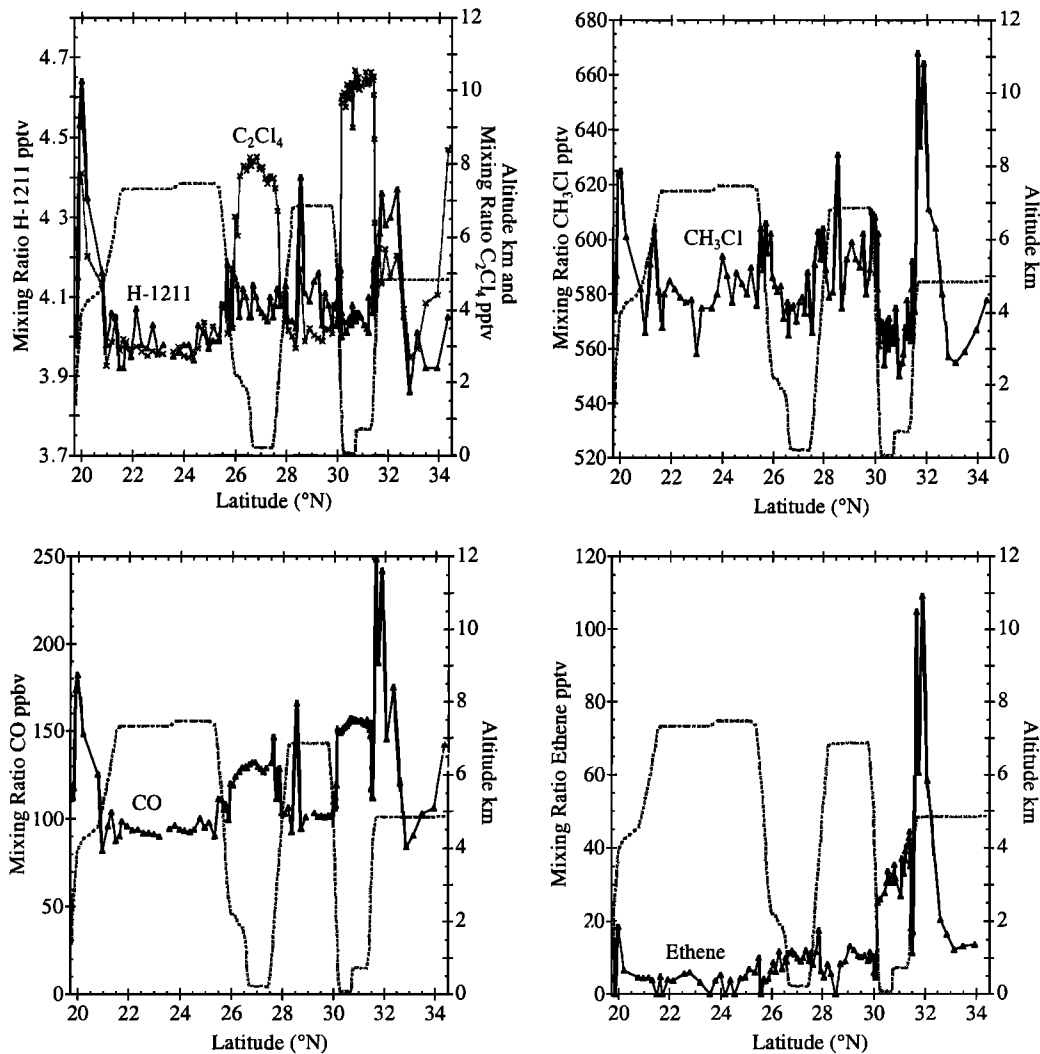 Mixing Ratio H-1211 pptv
4.7
4.5
4.3
4.1
3.9
3.7
C₂Cl₄
H-1211
12
10
8
6
4
2
0
Altitude km and
Mixing Ratio C₂Cl₄ pptv
20 22 24 26 28 30 32 34
Latitude (°N)
Mixing Ratio CH₃Cl pptv
680
660
640
620
600
580
560
540
520
CH₃Cl
12
10
8
6
4
2
0
Altitude km
20 22 24 26 28 30 32 34
Latitude (°N)
Mixing Ratio CO ppbv
250
200
150
100
50
0
CO
12
10
8
6
4
2
0
Altitude km
20 22 24 26 28 30 32 34
Latitude (°N)
Mixing Ratio Ethene pptv
120
100
80
60
40
20
0
Ethene
12
10
8
6
4
2
0
Altitude km
20 22 24 26 28 30 32 34
Latitude (°N)